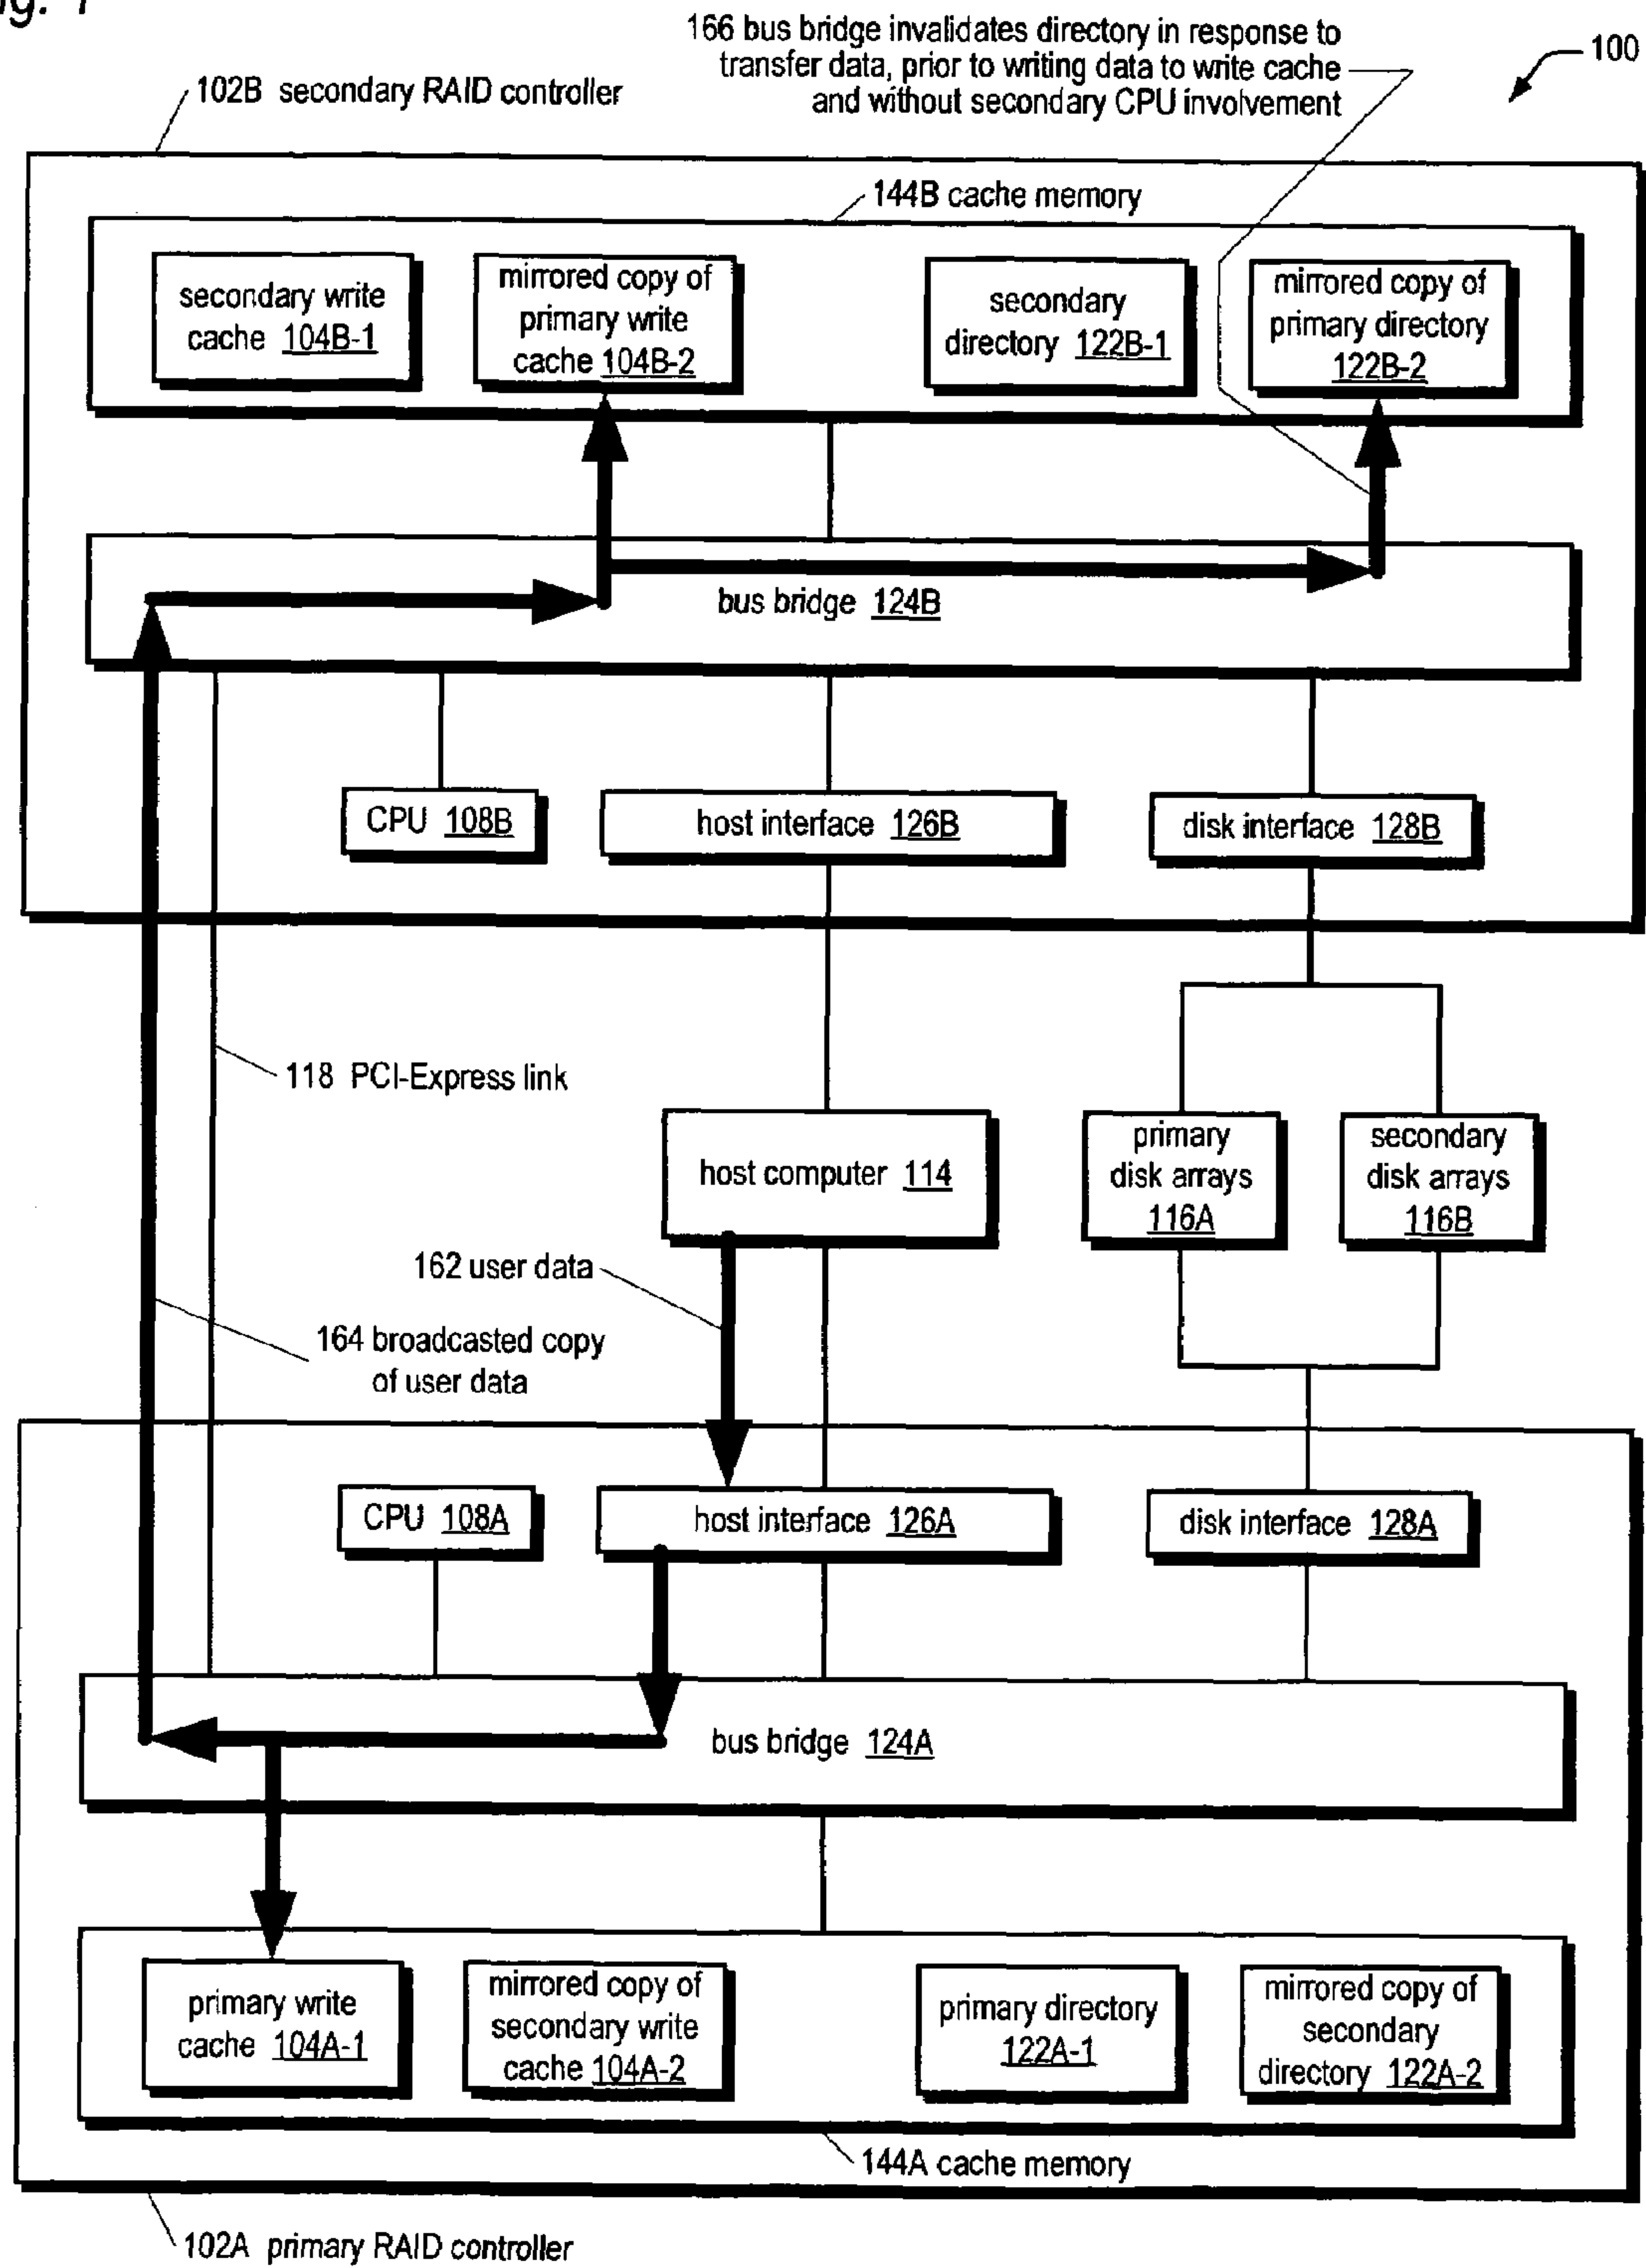 166 bus bridge invalidates directory in response to
transfer data, prior to writing data to write cache
and without secondary CPU involvement
100
102B secondary RAID controller
144B cache memory
secondary write
cache 104B-1
mirrored copy of
primary write
cache 104B-2
secondary
directory 122B-1
mirrored copy of
primary directory
122B-2
bus bridge 124B
CPU 108B
host interface 126B
disk interface 128B
118 PCI-Express link
host computer 114
primary
disk arrays
116A
secondary
disk arrays
116B
162 user data
164 broadcasted copy
of user data
CPU 108A
host interface 126A
disk interface 128A
bus bridge 124A
primary write
cache 104A-1
mirrored copy of
secondary write
cache 104A-2
primary directory
122A-1
mirrored copy of
secondary
directory 122A-2
144A cache memory
102A primary RAID controller